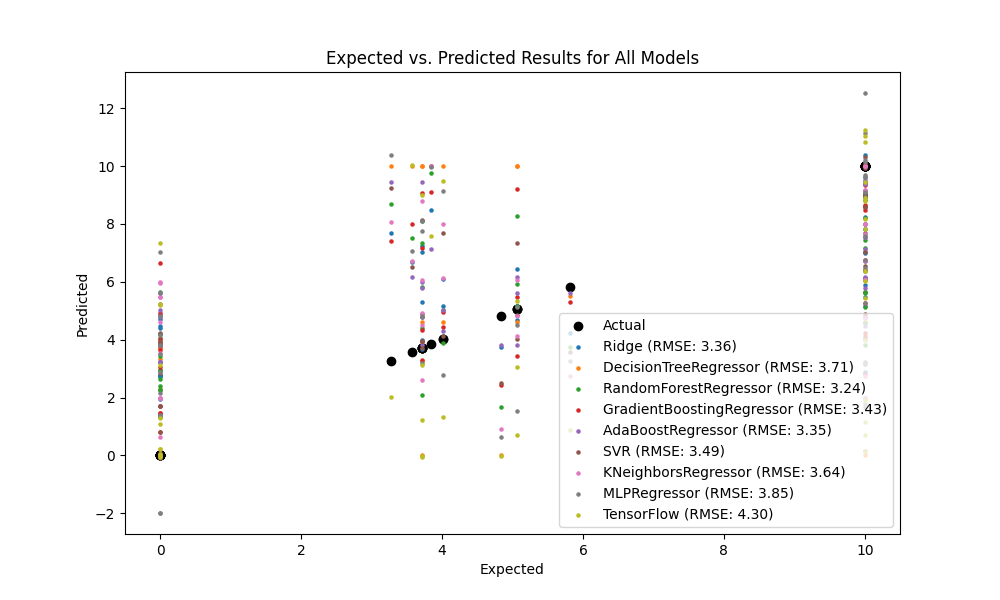 Expected vs. Predicted Results for All Models
12
10
8
6
4
2
0
−2
Predicted
Actual
Ridge (RMSE: 3.36)
DecisionTreeRegressor (RMSE: 3.71)
RandomForestRegressor (RMSE: 3.24)
GradientBoostingRegressor (RMSE: 3.43)
AdaBoostRegressor (RMSE: 3.35)
SVR (RMSE: 3.49)
KNeighborsRegressor (RMSE: 3.64)
MLPRegressor (RMSE: 3.85)
TensorFlow (RMSE: 4.30)
0 2 4 6 8 10
Expected